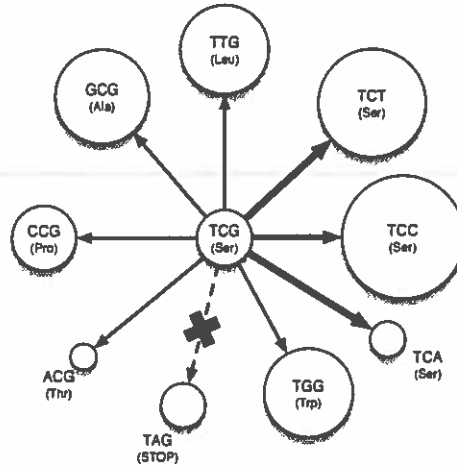 TTG
(Leu)
GCG
(Ala)
TCT
(Ser)
CCG
(Pro)
TCG
(Ser)
TCC
(Ser)
ACG
(Thr)
TCA
(Ser)
TGG
(Trp)
TAG
(STOP)